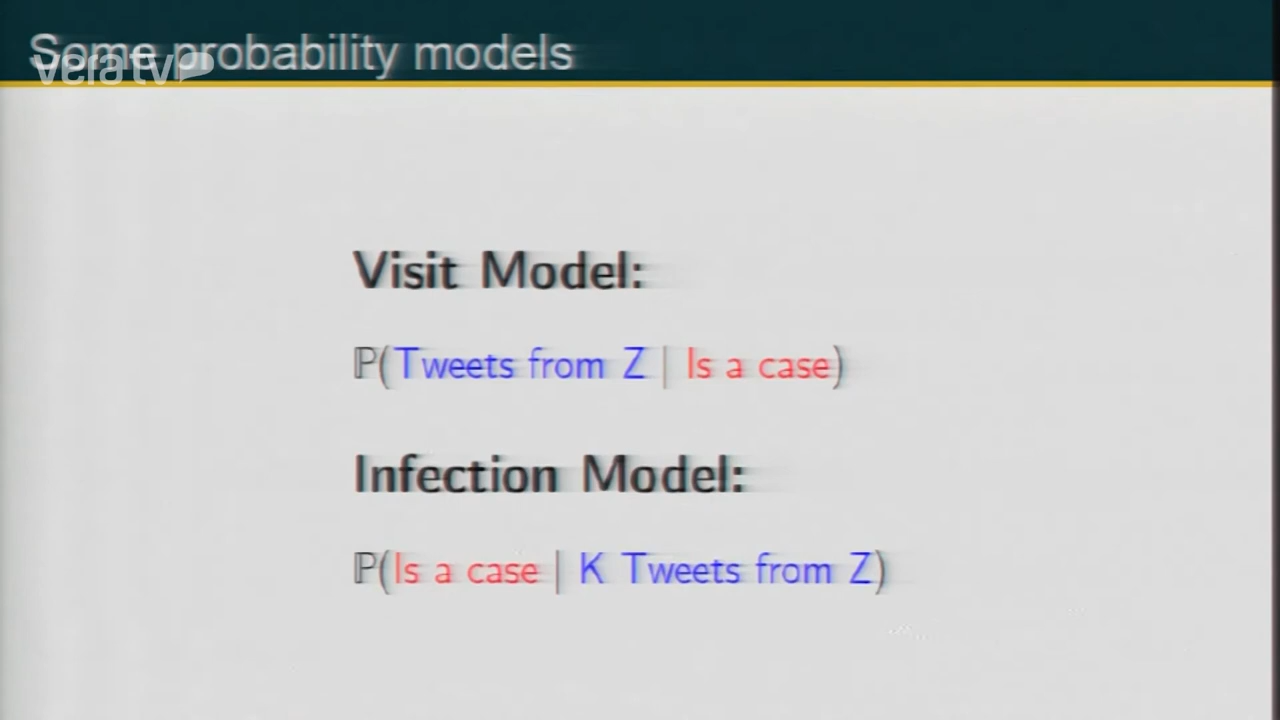 Some probability models
vera tv
Visit Model:
ℙ(Tweets from Z | Is a case)
Infection Model:
ℙ(Is a case | K Tweets from Z)